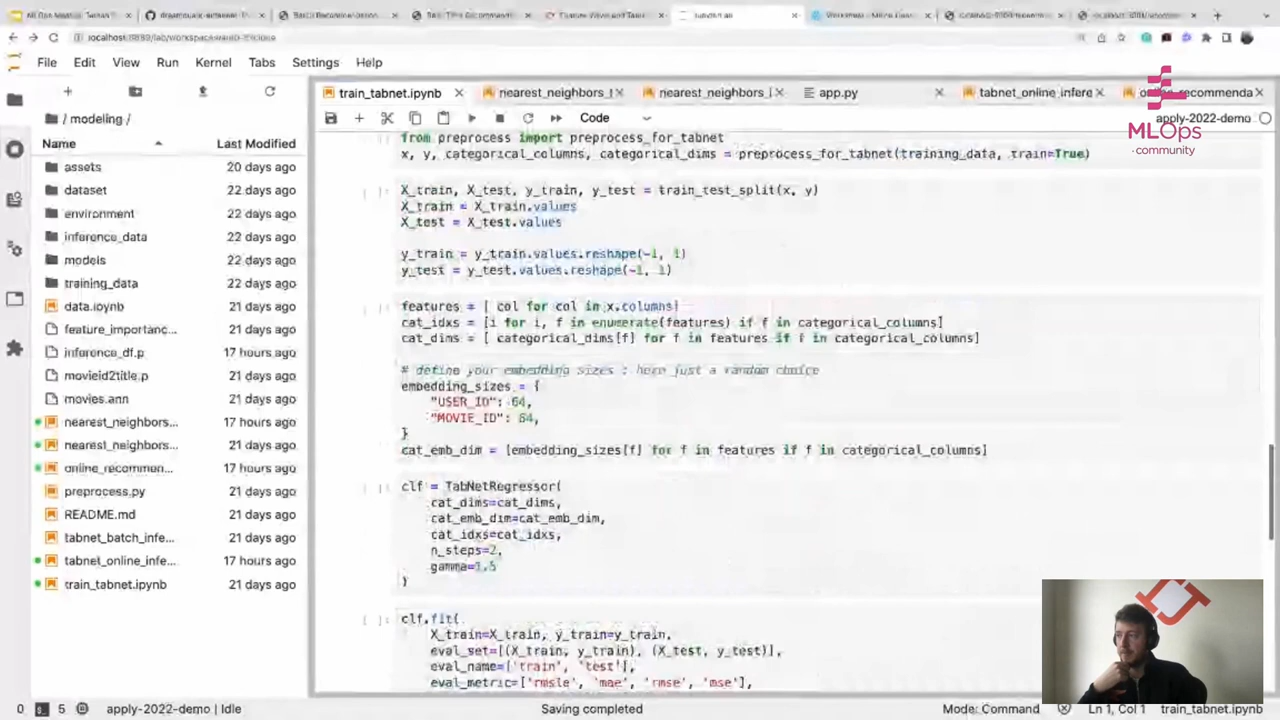 localhost:8889/lab/workspaces
File Edit View Run Kernel Tabs Settings Help
train_tabnet.ipynb
nearest_neighbors_t
nearest_neighbors_
app.py
tabnet_online_infere
online_recommenda
MLOps
community
Code
apply-2022-demo
/ modeling /
Name Last Modified
assets 20 days ago
dataset 22 days ago
environment 22 days ago
inference_data 22 days ago
models 22 days ago
training_data 22 days ago
data.ipynb 21 days ago
feature_importanc... 21 days ago
inference_df.p 17 hours ago
movieid2title.p 21 days ago
movies.ann 21 days ago
nearest_neighbors... 17 hours ago
nearest_neighbors... 21 days ago
online_recommen... 17 hours ago
preprocess.py 21 days ago
README.md 21 days ago
tabnet_batch_infe... 21 days ago
tabnet_online_infe... 17 hours ago
train_tabnet.ipynb 21 days ago
from preprocess import preprocess_for_tabnet
x, y, categorical_columns, categorical_dims = preprocess_for_tabnet(training_data, train=True)
[ ]: X_train, X_test, y_train, y_test = train_test_split(x, y)
X_train = X_train.values
X_test = X_test.values
y_train = y_train.values.reshape(-1, 1)
y_test = y_test.values.reshape(-1, 1)
[ ]: features = [ col for col in x.columns]
cat_idxs = [i for i, f in enumerate(features) if f in categorical_columns]
cat_dims = [ categorical_dims[f] for f in features if f in categorical_columns]
# define your embedding sizes : here just a random choice
embedding_sizes = {
"USER_ID": 64,
"MOVIE_ID": 64,
}
cat_emb_dim = [embedding_sizes[f] for f in features if f in categorical_columns]
[ ]: clf = TabNetRegressor(
cat_dims=cat_dims,
cat_emb_dim=cat_emb_dim,
cat_idxs=cat_idxs,
n_steps=2,
gamma=1.5
)
[ ]: clf.fit(
X_train=X_train, y_train=y_train,
eval_set=[(X_train, y_train), (X_test, y_test)],
eval_name=['train', 'test'],
eval_metric=['rmsle', 'mae', 'rmse', 'mse'],
0 5 apply-2022-demo | Idle Saving completed Mode: Command Ln 1, Col 1 train_tabnet.ipynb